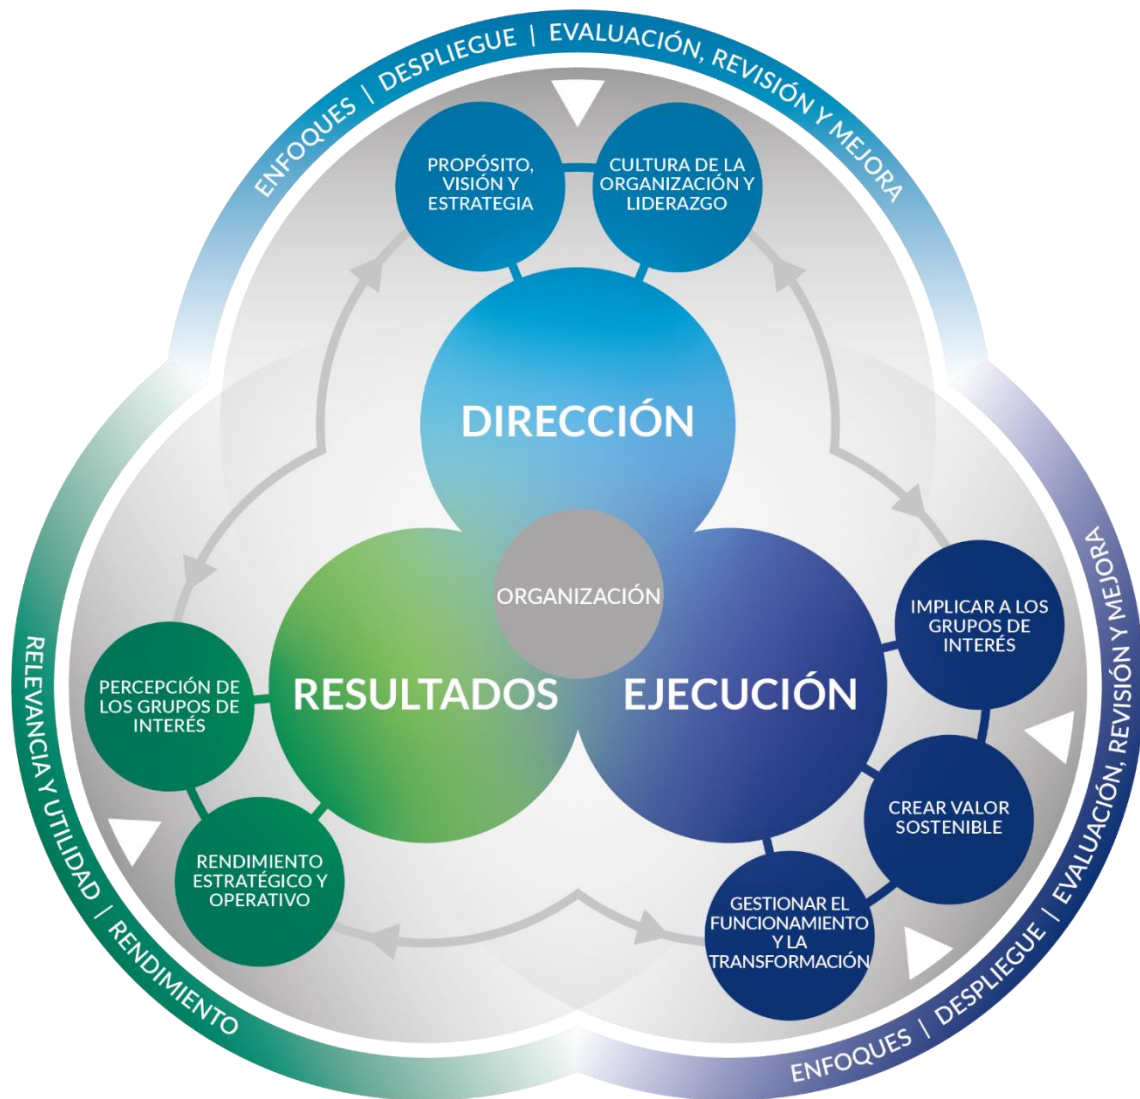 ENFOQUES | DESPLIEGUE | EVALUACIÓN, REVISIÓN Y MEJORA
PROPÓSITO,
VISIÓN Y
ESTRATEGIA
CULTURA DE LA
ORGANIZACIÓN Y
LIDERAZGO
DIRECCIÓN
ORGANIZACIÓN
RESULTADOS
EJECUCIÓN
IMPLICAR A LOS
GRUPOS DE
INTERÉS
CREAR VALOR
SOSTENIBLE
GESTIONAR EL
FUNCIONAMIENTO
Y LA
TRANSFORMACIÓN
ENFOQUES | DESPLIEGUE | EVALUACIÓN, REVISIÓN Y MEJORA
PERCEPCIÓN DE
LOS GRUPOS DE
INTERÉS
RENDIMIENTO
ESTRATÉGICO Y
OPERATIVO
RELEVANCIA Y UTILIDAD | RENDIMIENTO